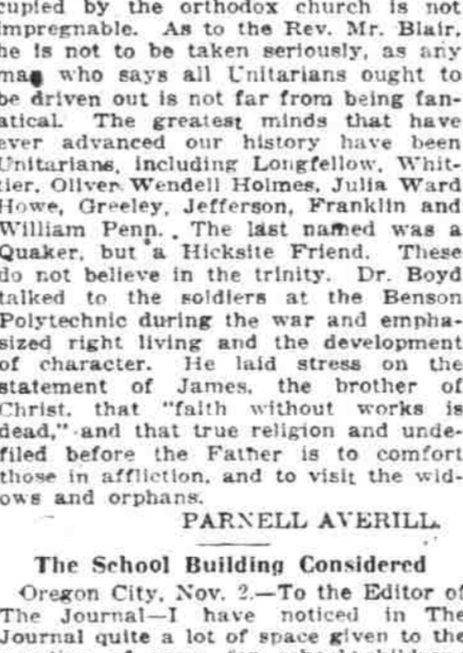 cupied by the orthodox church is not
impregnable. As to the Rev. Mr. Blair,
he is not to be taken seriously, as any
man who says all Unitarians ought to
be driven out is not far from being fan-
atical. The greatest minds that have
ever advanced our history have been
Unitarians, including Longfellow, Whit-
tier, Oliver Wendell Holmes, Julia Ward
Howe, Greeley, Jefferson, Franklin and
William Penn. The last named was a
Quaker, but a Hicksite Friend. These
do not believe in the trinity. Dr. Boyd
talked to the soldiers at the Benson
Polytechnic during the war and empha-
sized right living and the development
of character. He laid stress on the
statement of James, the brother of
Christ, that "faith without works is
dead," and that true religion and unde-
filed before the Father is to comfort
those in affliction, and to visit the wid-
ows and orphans.
PARNELL AVERILL.
The School Building Considered
Oregon City, Nov. 2.—To the Editor of
The Journal—I have noticed in The
Journal quite a lot of space given to the